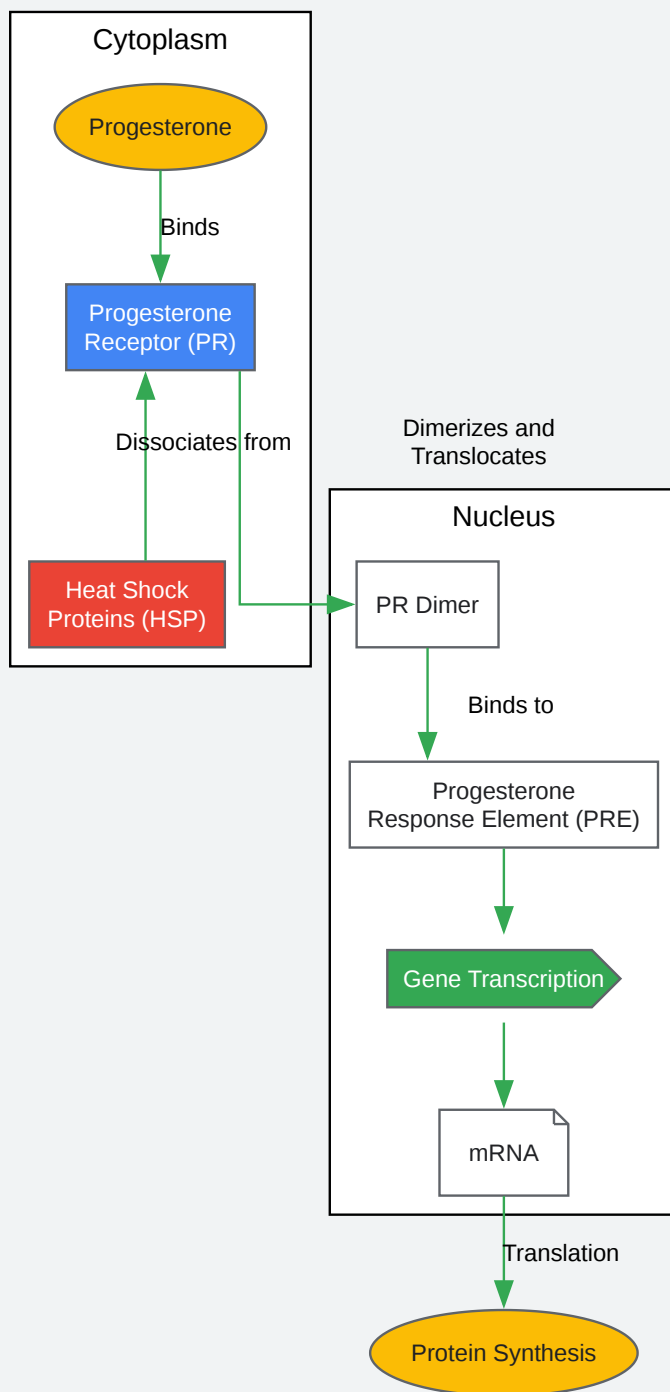 Cytoplasm
Progesterone
Binds
Progesterone
Receptor (PR)
Dissociates from
Heat Shock
Proteins (HSP)
Dimerizes and
Translocates
Nucleus
PR Dimer
Binds to
Progesterone
Response Element (PRE)
Gene Transcription
mRNA
Translation
Protein Synthesis